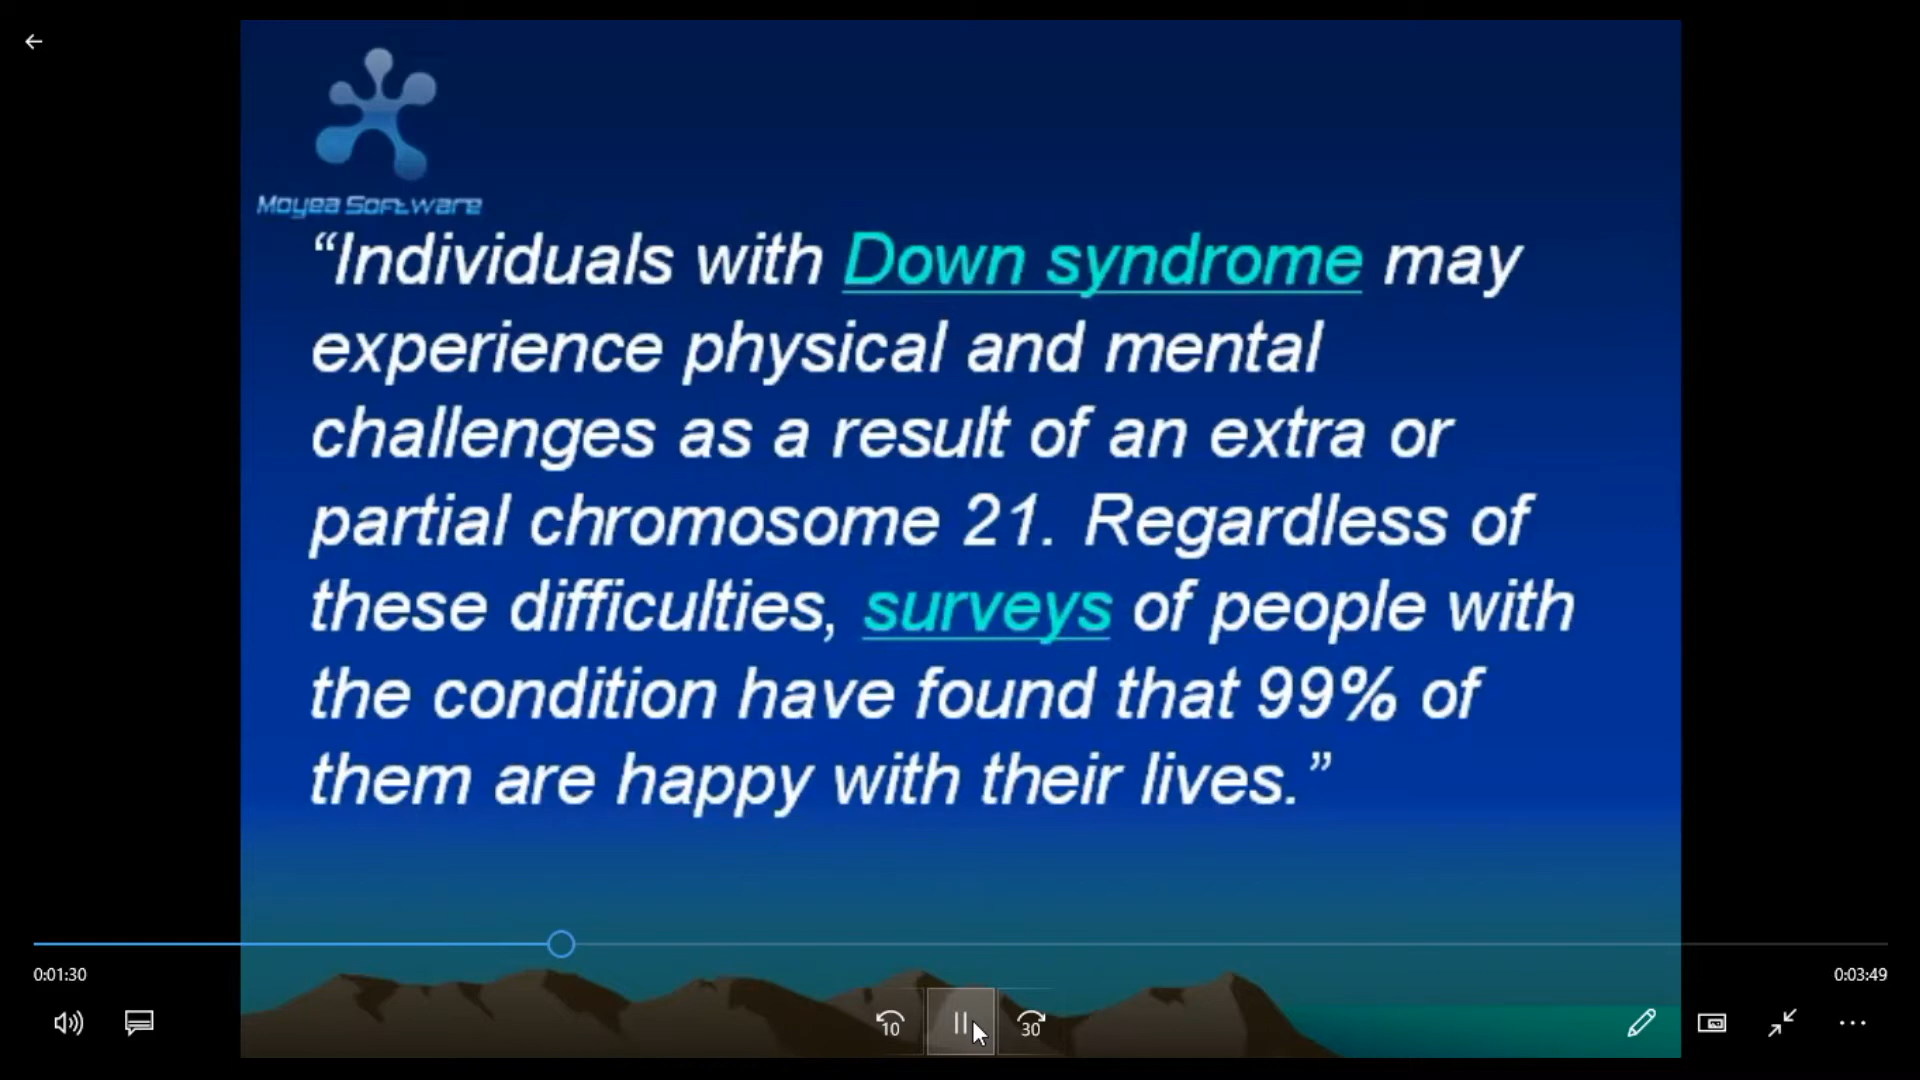 Moyea Software
“Individuals with Down syndrome may
experience physical and mental
challenges as a result of an extra or
partial chromosome 21. Regardless of
these difficulties, surveys of people with
the condition have found that 99% of
them are happy with their lives.”
0:01:30
0:03:49
10
30